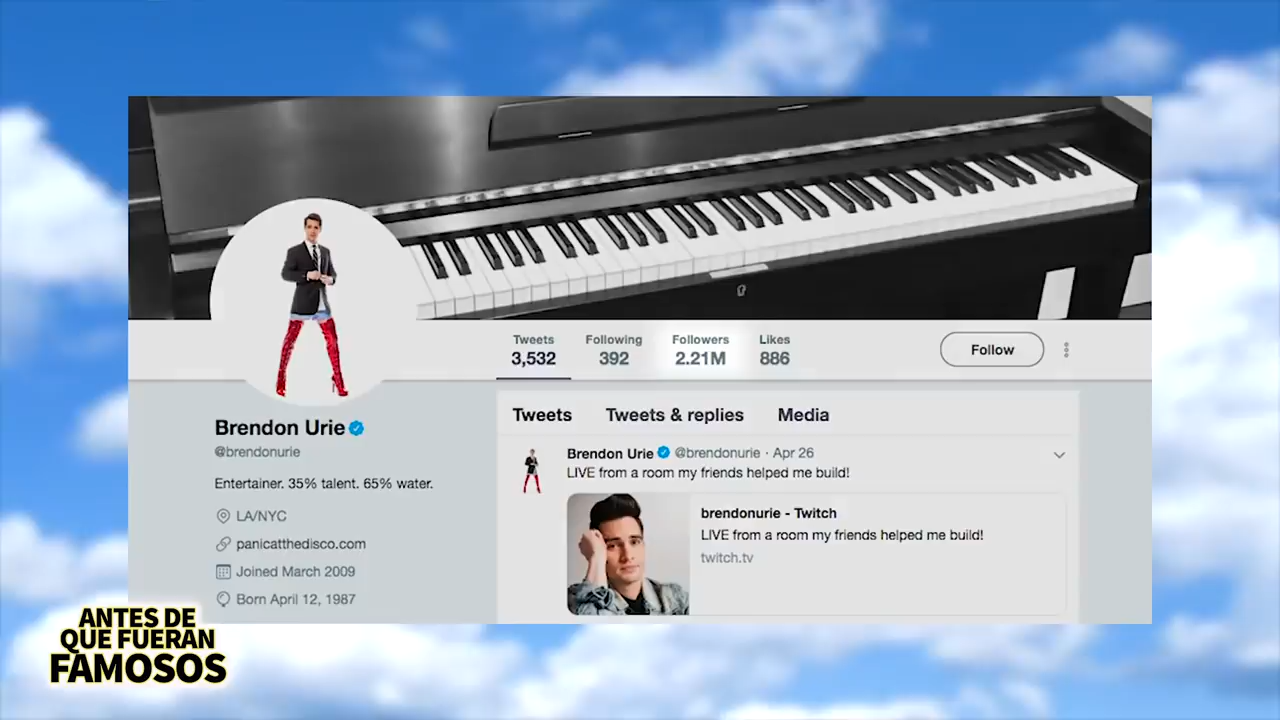 Tweets
3,532
Following
392
Followers
2.21M
Likes
886
Follow
Brendon Urie
@brendonurie
Entertainer. 35% talent. 65% water.
LA/NYC
panicatthedisco.com
Joined March 2009
Born April 12, 1987
Tweets
Tweets & replies
Media
Brendon Urie @brendonurie · Apr 26
LIVE from a room my friends helped me build!
brendonurie - Twitch
LIVE from a room my friends helped me build!
twitch.tv
ANTES DE
QUE FUERAN
FAMOSOS